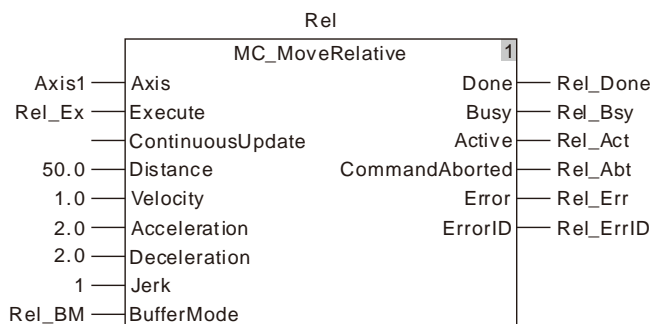 Rel
MC_MoveRelative 1
Axis1 Axis Done Rel_Done
Rel_Ex Execute Busy Rel_Bsy
ContinuousUpdate Active Rel_Act
50.0 Distance CommandAborted Rel_Abt
1.0 Velocity Error Rel_Err
2.0 Acceleration ErrorID Rel_ErrID
2.0 Deceleration
1 Jerk
Rel_BM BufferMode